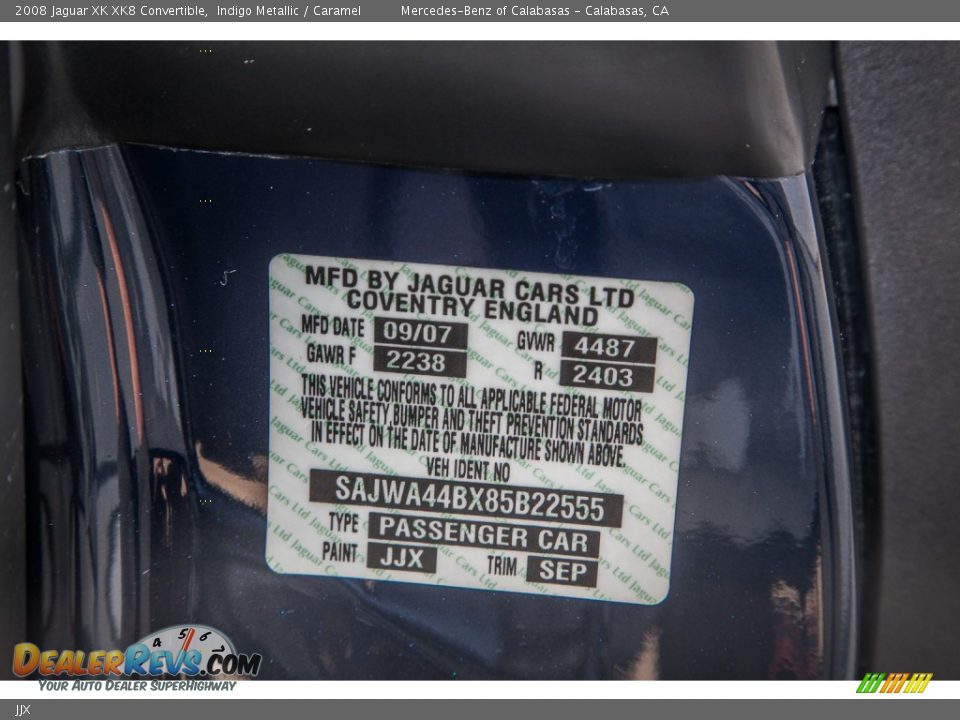 2008 Jaguar XK XK8 Convertible, Indigo Metallic / Caramel Mercedes-Benz of Calabasas - Calabasas, CA
MFD BY JAGUAR CARS LTD
COVENTRY ENGLAND
MFD DATE 09/07 GVWR 4487
GAWR F 2238 R 2403
THIS VEHICLE CONFORMS TO ALL APPLICABLE FEDERAL MOTOR
VEHICLE SAFETY BUMPER AND THEFT PREVENTION STANDARDS
IN EFFECT ON THE DATE OF MANUFACTURE SHOWN ABOVE.
VEH IDENT NO
SAJWA44BX85B22555
TYPE PASSENGER CAR
PAINT JJX TRIM SEP
4 5 6
DEALERREVS.COM
YOUR AUTO DEALER SUPERHIGHWAY
JJX